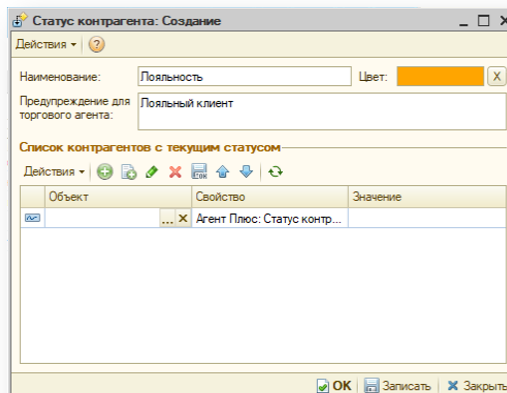 Статус контрагента: Создание
Действия
Наименование: Лояльность Цвет: X
Предупреждение для торгового агента: Лояльный клиент
Список контрагентов с текущим статусом
Действия
Объект Свойство Значение
... Агент Плюс: Статус контр...
OK Записать Закрыть